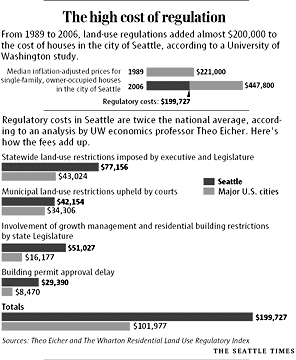 The high cost of regulation
From 1989 to 2006, land-use regulations added almost $200,000 to
the cost of houses in the city of Seattle, according to a University of
Washington study.
Median inflation-adjusted prices for
single-family, owner-occupied houses
in the city of Seattle
1989 $221,000
2006 $447,800
Regulatory costs: $199,727
Regulatory costs in Seattle are twice the national average, accord-
ing to an analysis by UW economics professor Theo Eicher. Here's
how the fees add up.
Statewide land-use restrictions imposed by executive and Legislature
$77,156
$43,024
Municipal land-use restrictions upheld by courts
$42,154
$34,306
Seattle
Major U.S. cities
Involvement of growth management and residential building restrictions
by state Legislature
$51,027
$16,177
Building permit approval delay
$29,390
$8,470
Totals
$199,727
$101,977
Sources: Theo Eicher and The Wharton Residential Land Use Regulatory Index
THE SEATTLE TIMES